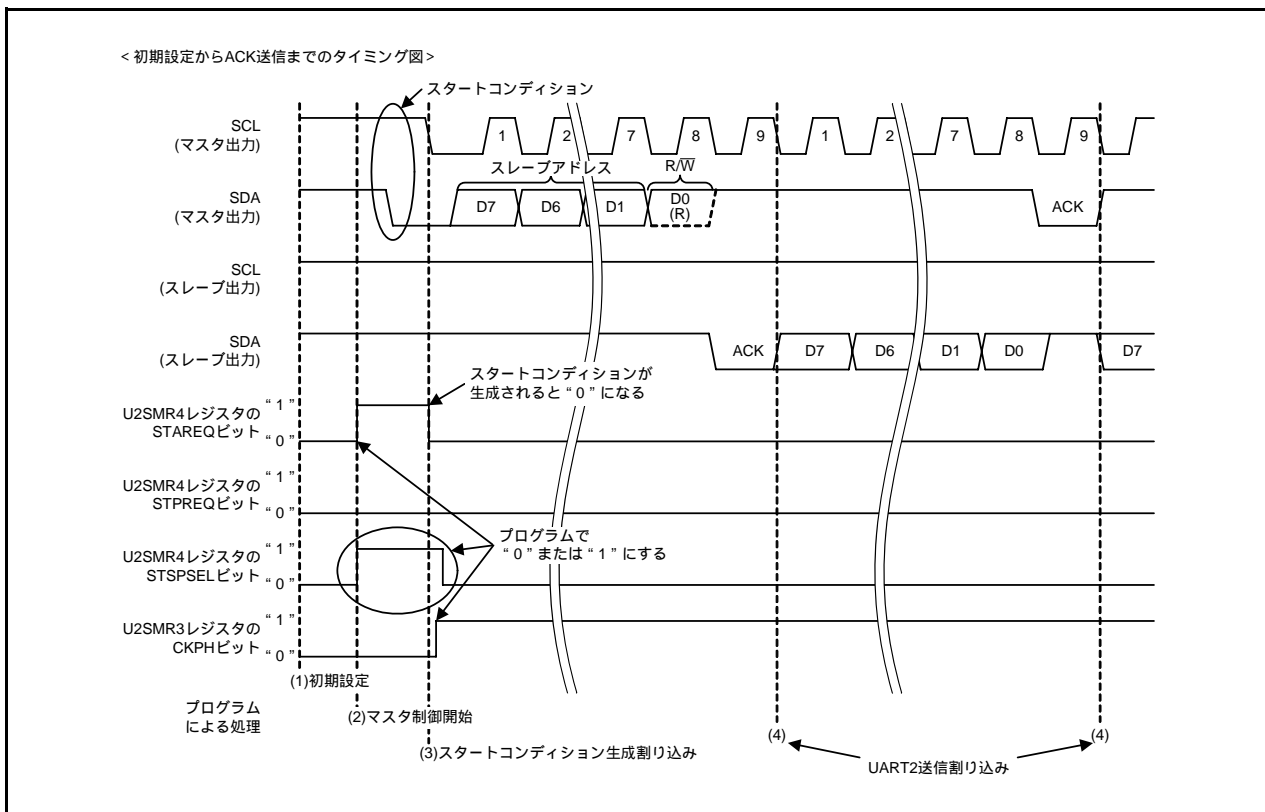 < 初期設定からACK送信までのタイミング図>
スタートコンディション
SCL
(マスタ出力)
1 2 7 8 9 1 2 7 8 9
スレーブアドレス R/W̅
SDA
(マスタ出力)
D7 D6 D1 D0
(R)
ACK
SCL
(スレーブ出力)
SDA
(スレーブ出力)
ACK D7 D6 D1 D0 D7
スタートコンディションが
生成されると“0”になる
U2SMR4レジスタの
STAREQビット
“1”
“0”
U2SMR4レジスタの
STPREQビット
“1”
“0”
プログラムで
“0”または“1”にする
U2SMR4レジスタの
STSPSELビット
“1”
“0”
U2SMR3レジスタの
CKPHビット
“1”
“0”
プログラム
による処理
(1)初期設定
(2)マスタ制御開始
(3)スタートコンディション生成割り込み
(4) (4)
UART2送信割り込み